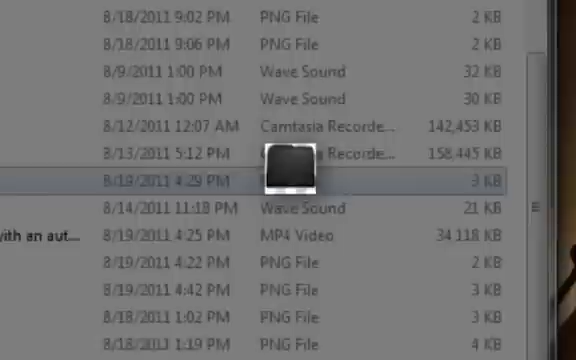 8/18/2011 9:02 PM PNG File 2 KB
8/18/2011 9:06 PM PNG File 2 KB
8/9/2011 1:00 PM Wave Sound 32 KB
8/9/2011 1:00 PM Wave Sound 30 KB
8/12/2011 12:07 AM Camtasia Recorde... 142,453 KB
8/13/2011 5:12 PM Recorde... 158,445 KB
8/19/2011 4:29 PM 3 KB
8/14/2011 11:18 PM Wave Sound 21 KB
with an aut... 8/19/2011 4:25 PM MP4 Video 34,118 KB
8/19/2011 4:22 PM PNG File 2 KB
8/19/2011 4:42 PM PNG File 3 KB
8/18/2011 1:02 PM PNG File 3 KB
8/18/2011 1:19 PM PNG File 4 KB